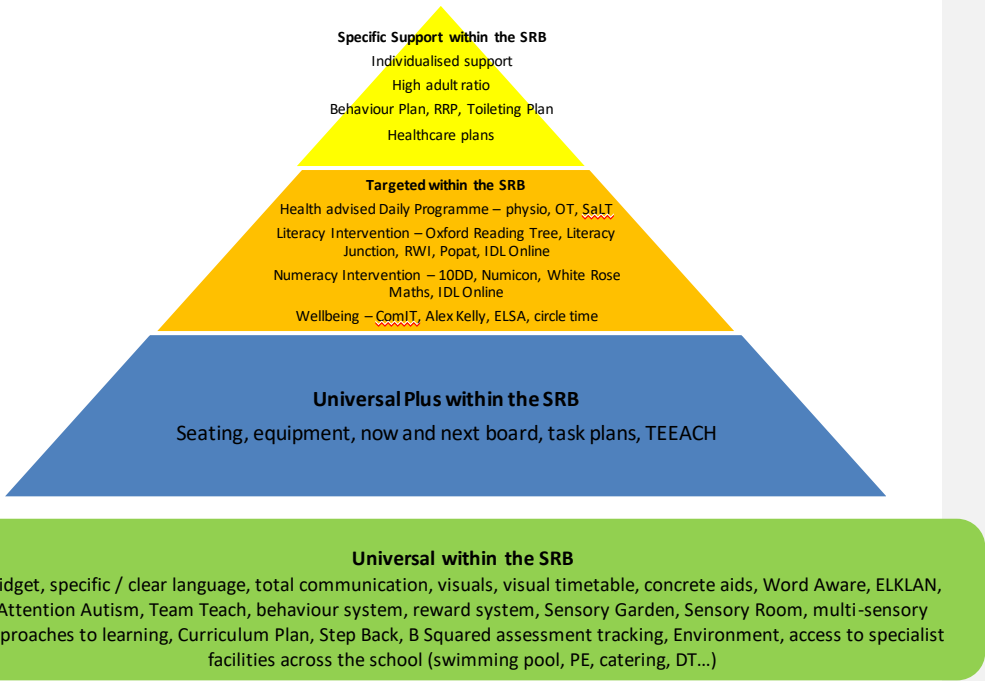 Specific Support within the SRB
Individualised support
High adult ratio
Behaviour Plan, RRP, Toileting Plan
Healthcare plans
Targeted within the SRB
Health advised Daily Programme – physio, OT, SaLT
Literacy Intervention – Oxford Reading Tree, Literacy
Junction, RWI, Popat, IDL Online
Numeracy Intervention – 10DD, Numicon, White Rose
Maths, IDL Online
Wellbeing – ComIT, Alex Kelly, ELSA, circle time
Universal Plus within the SRB
Seating, equipment, now and next board, task plans, TEEACH
Universal within the SRB
idget, specific / clear language, total communication, visuals, visual timetable, concrete aids, Word Aware, ELKLAN,
Attention Autism, Team Teach, behaviour system, reward system, Sensory Garden, Sensory Room, multi-sensory
proaches to learning, Curriculum Plan, Step Back, B Squared assessment tracking, Environment, access to specialist
facilities across the school (swimming pool, PE, catering, DT...)